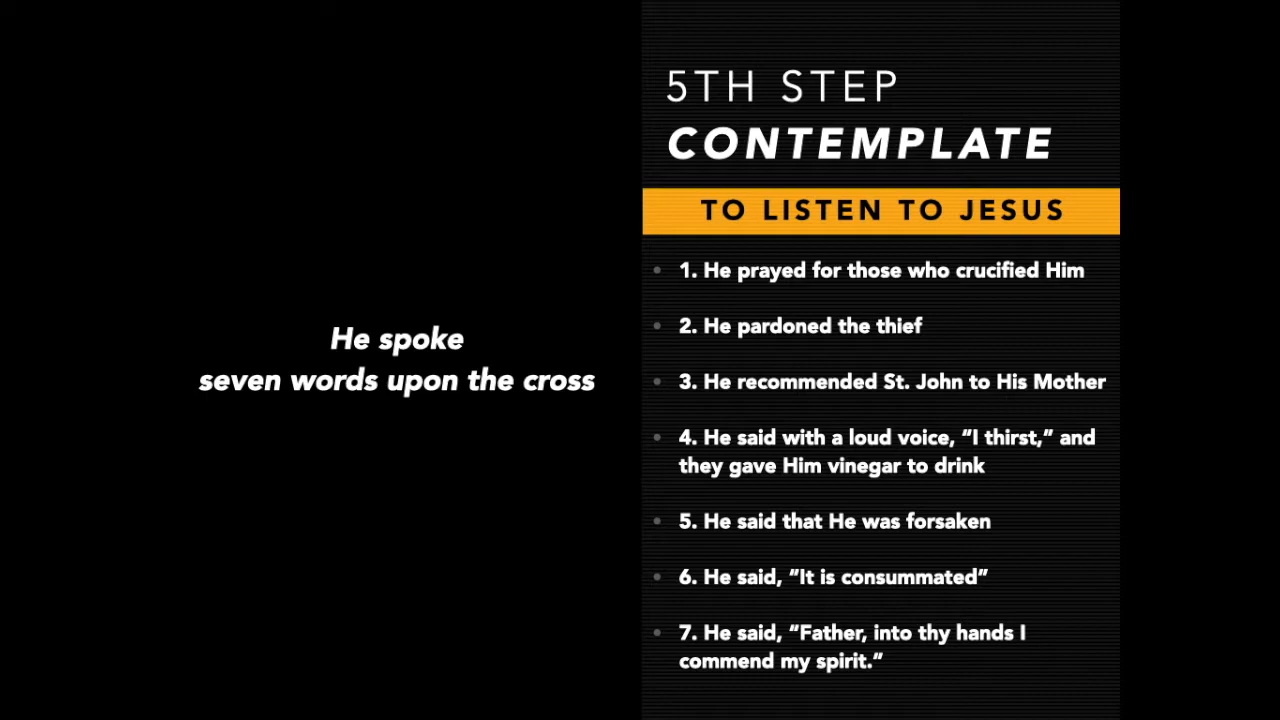 He spoke
seven words upon the cross
5TH STEP
CONTEMPLATE
TO LISTEN TO JESUS
• 1. He prayed for those who crucified Him
• 2. He pardoned the thief
• 3. He recommended St. John to His Mother
• 4. He said with a loud voice, “I thirst,” and
they gave Him vinegar to drink
• 5. He said that He was forsaken
• 6. He said, “It is consummated”
• 7. He said, “Father, into thy hands I
commend my spirit.”